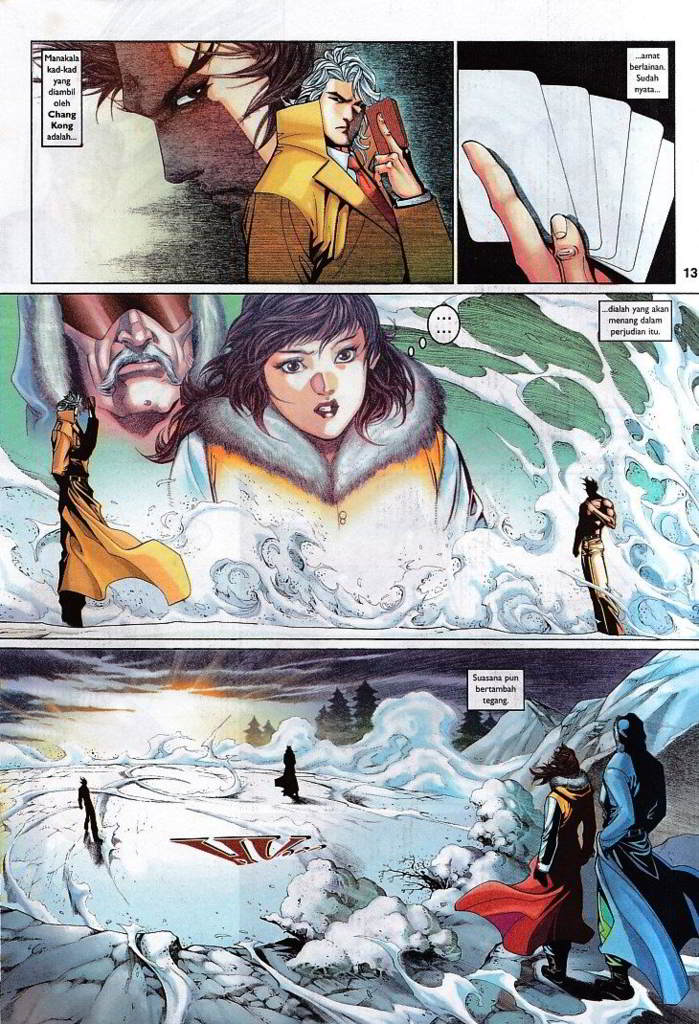 Manakala
kad-kad
yang
diambil
oleh
Chang
Kong
adalah...
...amat
berlainan.
Sudah
nyata...
13
...
...
...dialah yang akan
menang dalam
perjudian itu.
Suasana pun
bertambah
tegang.